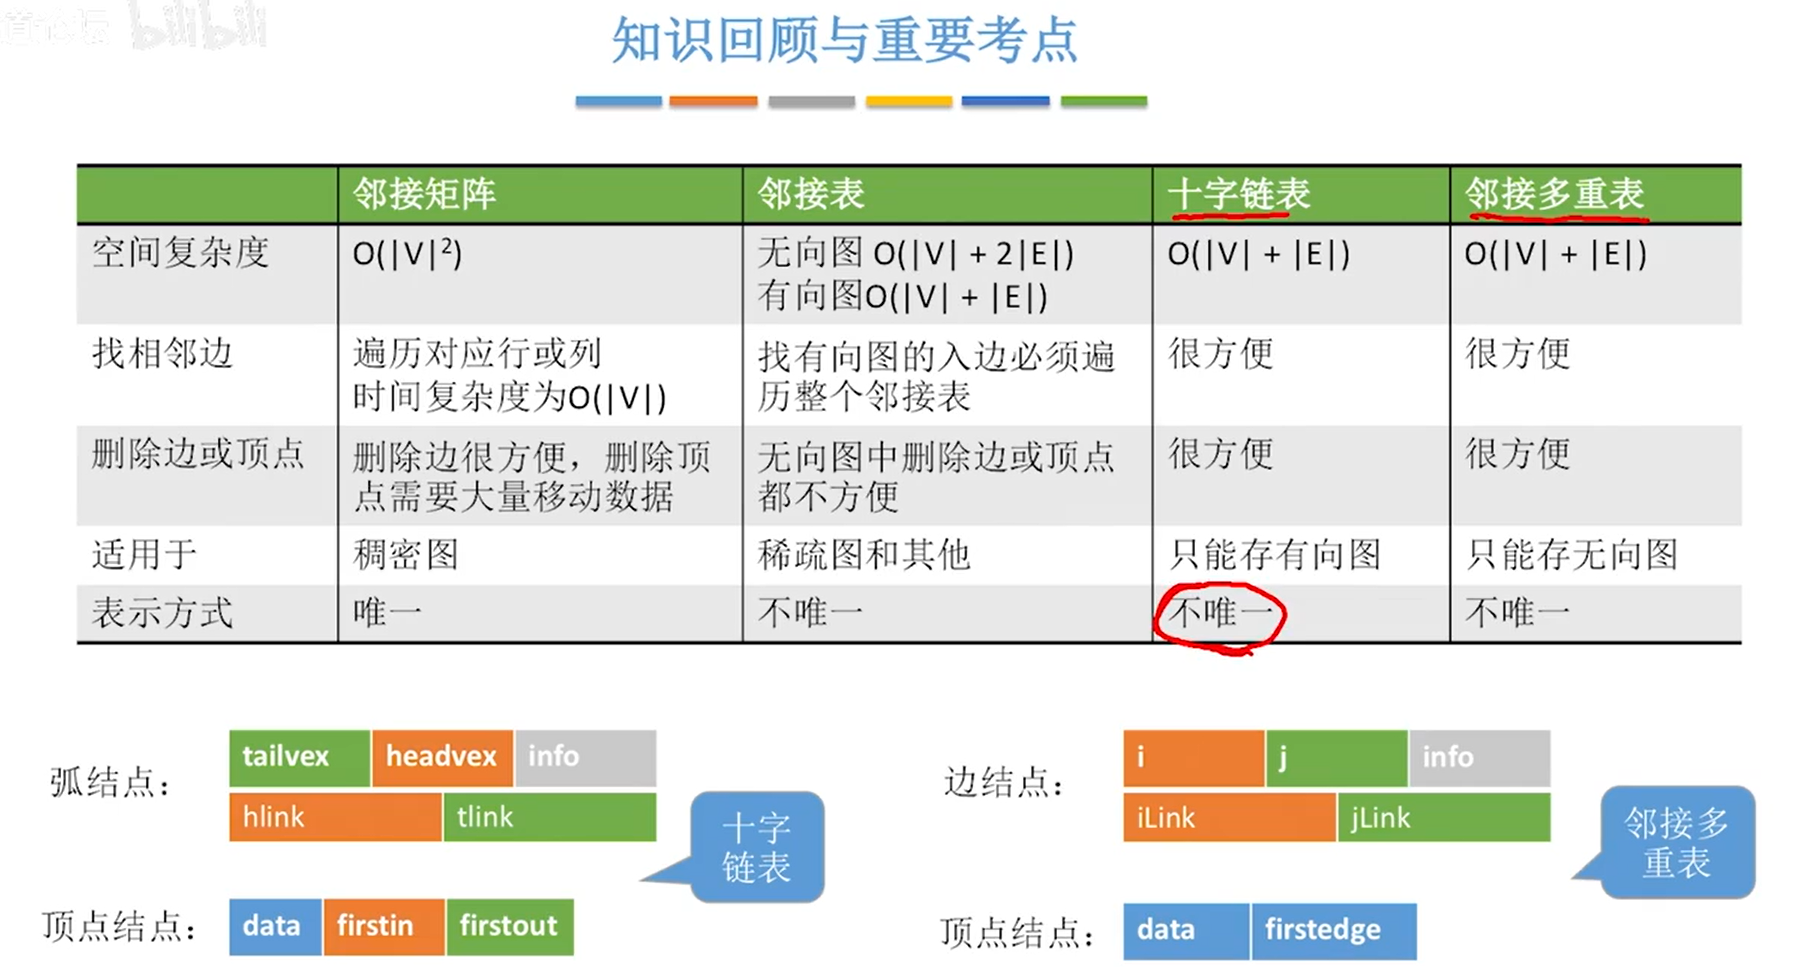 道论坛 bilibili
知识回顾与重要考点
邻接矩阵 邻接表 十字链表 邻接多重表
空间复杂度 O(|V|²) 无向图 O(|V| + 2|E|) O(|V| + |E|) O(|V| + |E|)
有向图O(|V| + |E|)
找相邻边 遍历对应行或列 找有向图的入边必须遍 很方便 很方便
时间复杂度为O(|V|) 历整个邻接表
删除边或顶点 删除边很方便，删除顶 无向图中删除边或顶点 很方便 很方便
点需要大量移动数据 都不方便
适用于 稠密图 稀疏图和其他 只能存有向图 只能存无向图
表示方式 唯一 不唯一 不唯一 不唯一
弧结点：
tailvex headvex info
hlink tlink
十字
链表
顶点结点：
data firstin firstout
边结点：
i j info
iLink jLink
邻接多
重表
顶点结点：
data firstedge